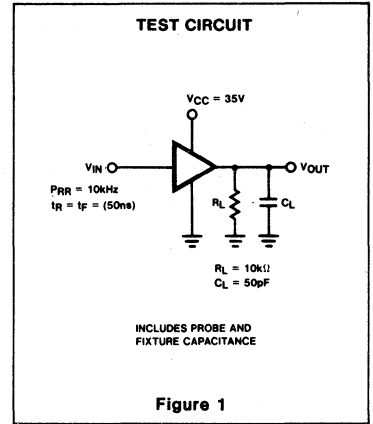 TEST CIRCUIT
VCC = 35V
VIN
VOUT
PRR = 10kHz
tR = tF = (50ns)
RL
CL
RL = 10kΩ
CL = 50pF
INCLUDES PROBE AND
FIXTURE CAPACITANCE
Figure 1